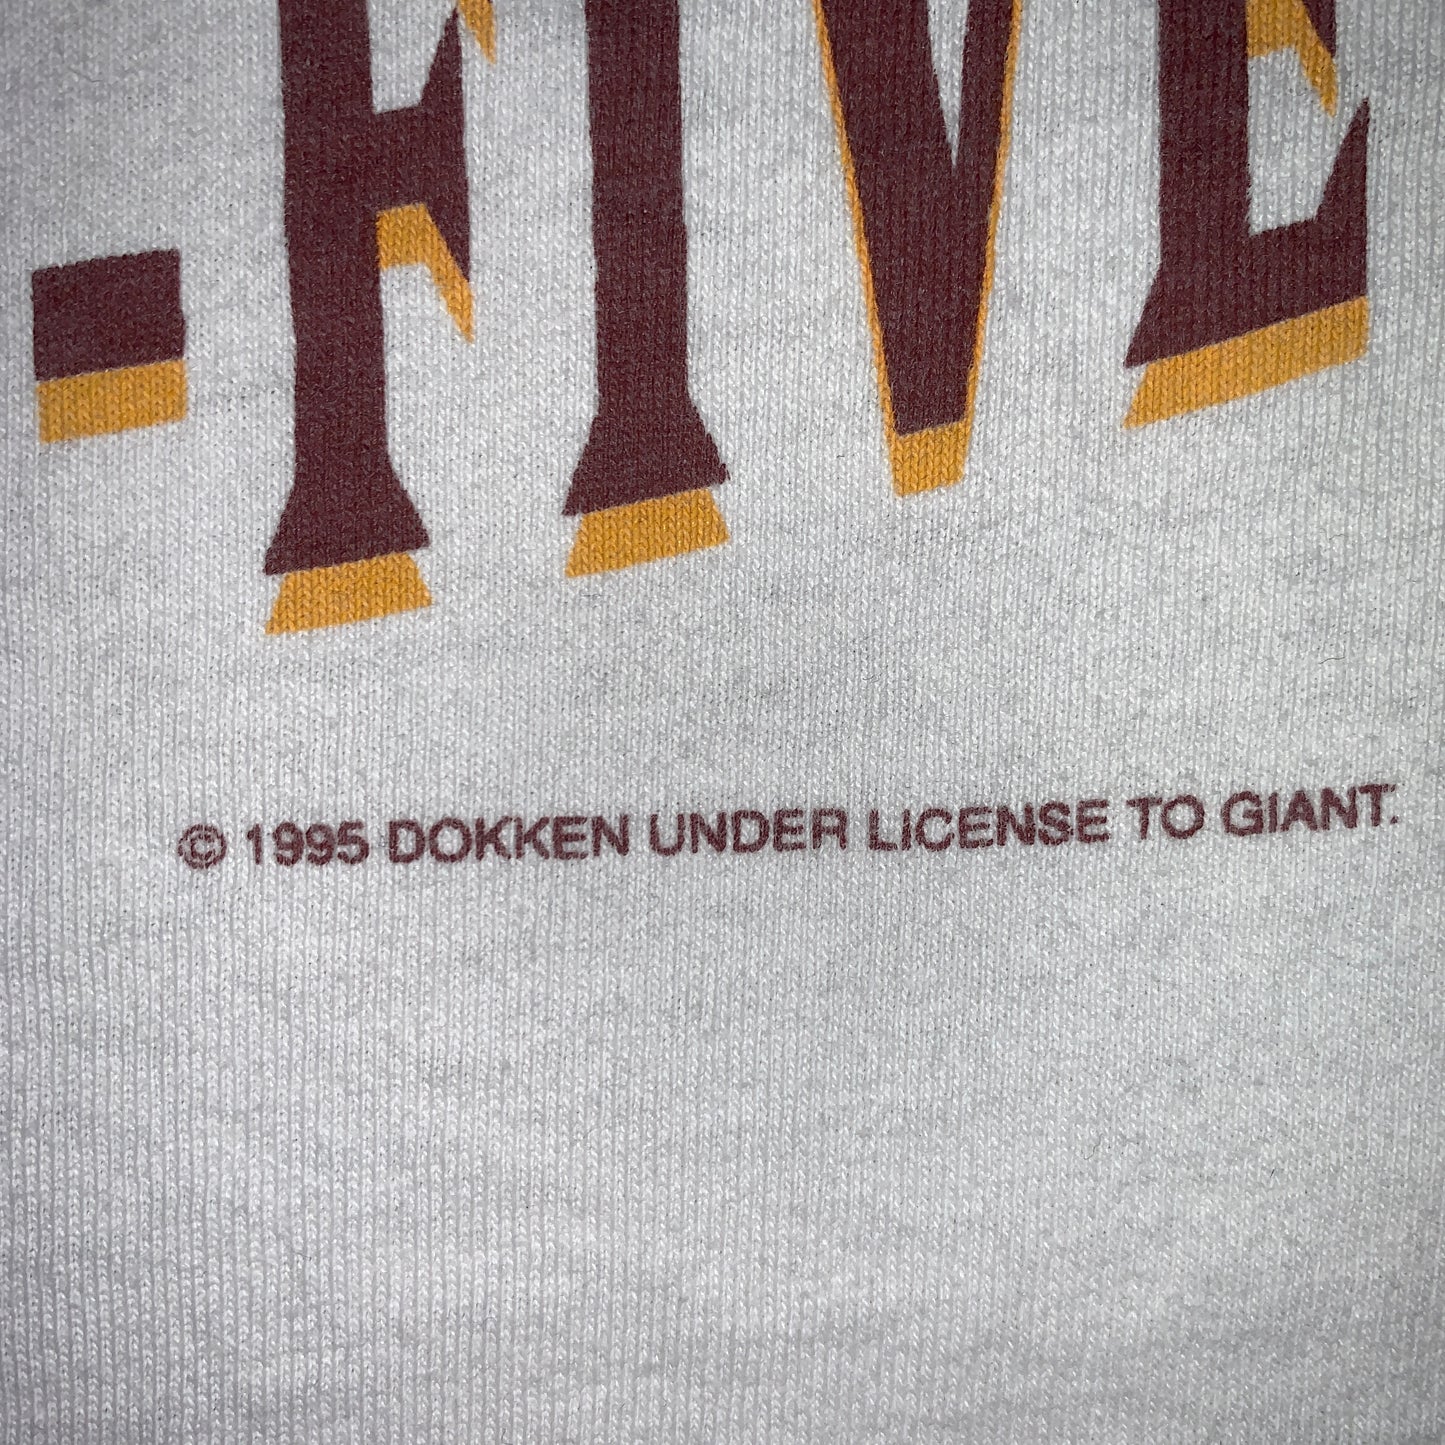 -FIVE
© 1995 DOKKEN UNDER LICENSE TO GIANT.